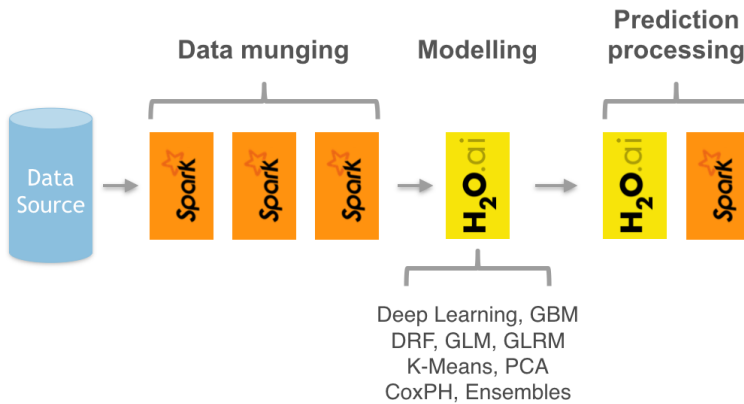 Data munging
Modelling
Prediction
processing
Data
Source
Spark
Spark
Spark
H2O.ai
H2O.ai
Spark
Deep Learning, GBM
DRF, GLM, GLRM
K-Means, PCA
CoxPH, Ensembles